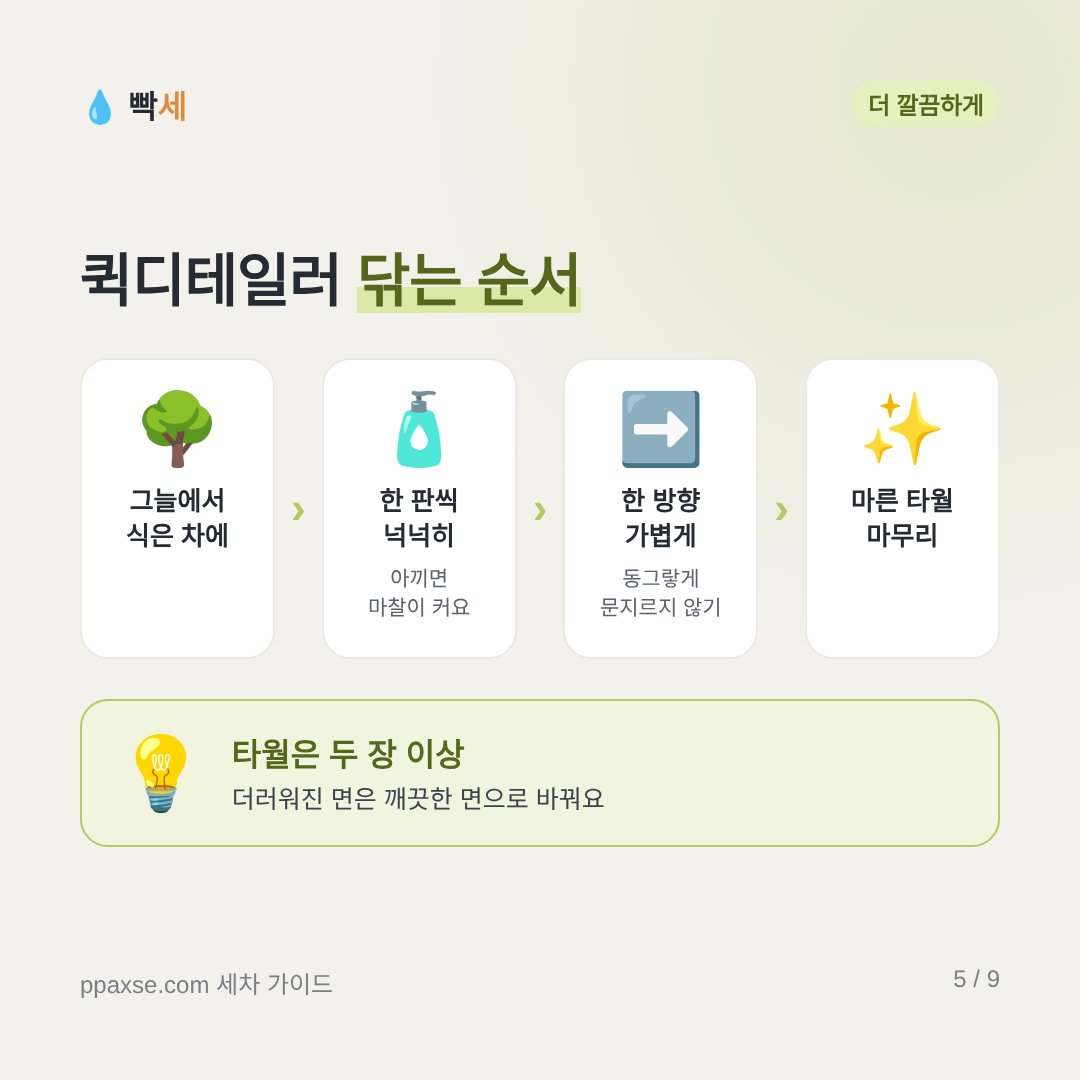 빡세
더 깔끔하게
퀵디테일러 닦는 순서
그늘에서
식은 차에
한 판씩
넉넉히
아끼면
마찰이 커요
한 방향
가볍게
동그랗게
문지르지 않기
마른 타월
마무리
타월은 두 장 이상
더러워진 면은 깨끗한 면으로 바꿔요
ppaxse.com 세차 가이드
5 / 9